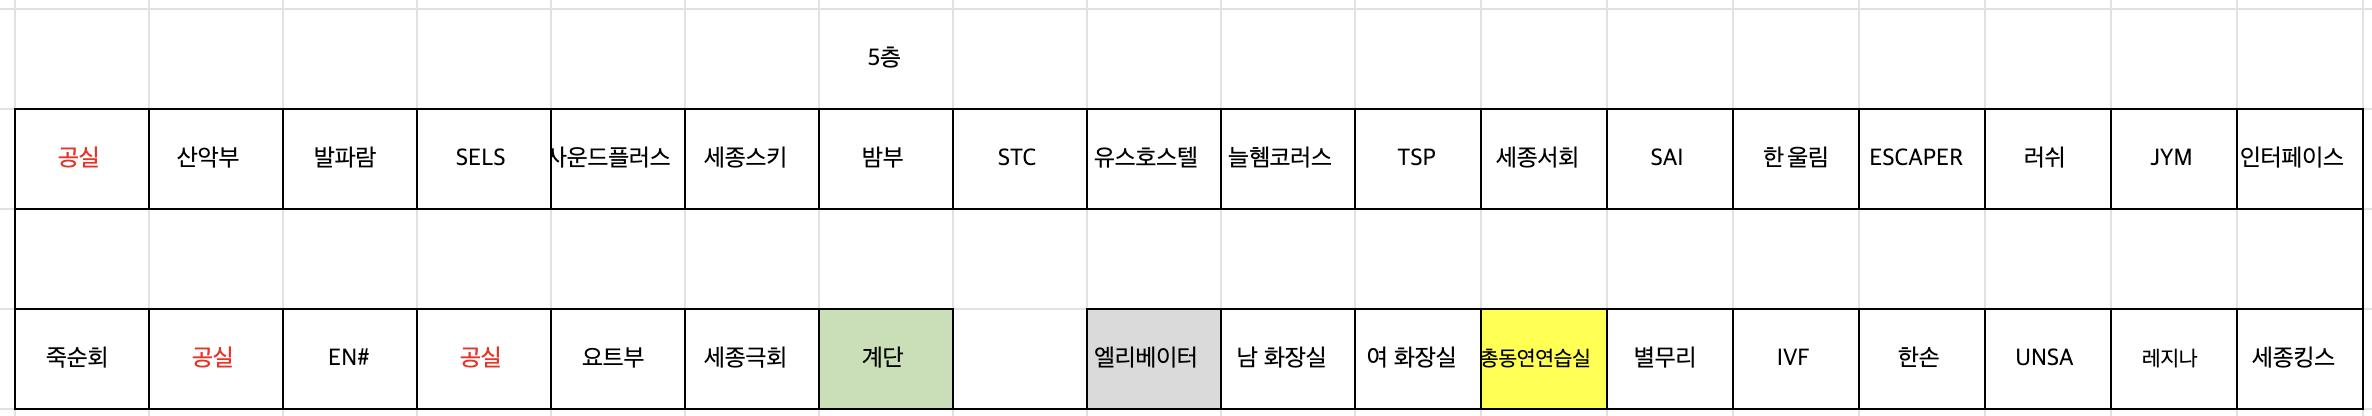 5층
공실 산악부 발파람 SELS 사운드플러스 세종스키 밤부 STC 유스호스텔 늘혬코러스 TSP 세종서회 SAI 한울림 ESCAPER 러쉬 JYM 인터페이스
죽순회 공실 EN# 공실 요트부 세종극회 계단 엘리베이터 남 화장실 여 화장실 총동연연습실 별무리 IVF 한손 UNSA 레지나 세종킹스